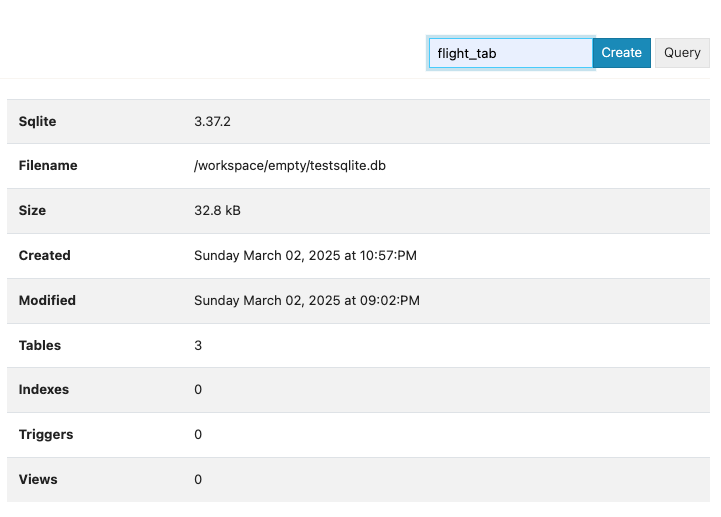 flight_tab Create Query
Sqlite 3.37.2
Filename /workspace/empty/testsqlite.db
Size 32.8 kB
Created Sunday March 02, 2025 at 10:57:PM
Modified Sunday March 02, 2025 at 09:02:PM
Tables 3
Indexes 0
Triggers 0
Views 0